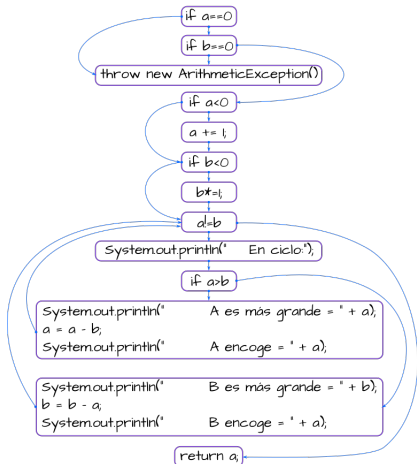 if a==0
if b==0
throw new ArithmeticException()
if a<0
a += 1;
if b<0
b*=1;
a!=b
System.out.println("      En ciclo:");
if a>b
System.out.println("            A es más grande = " + a);
a = a - b;
System.out.println("            A encoge = " + a);
System.out.println("            B es más grande = " + b);
b = b - a;
System.out.println("            B encoge = " + a);
return a;